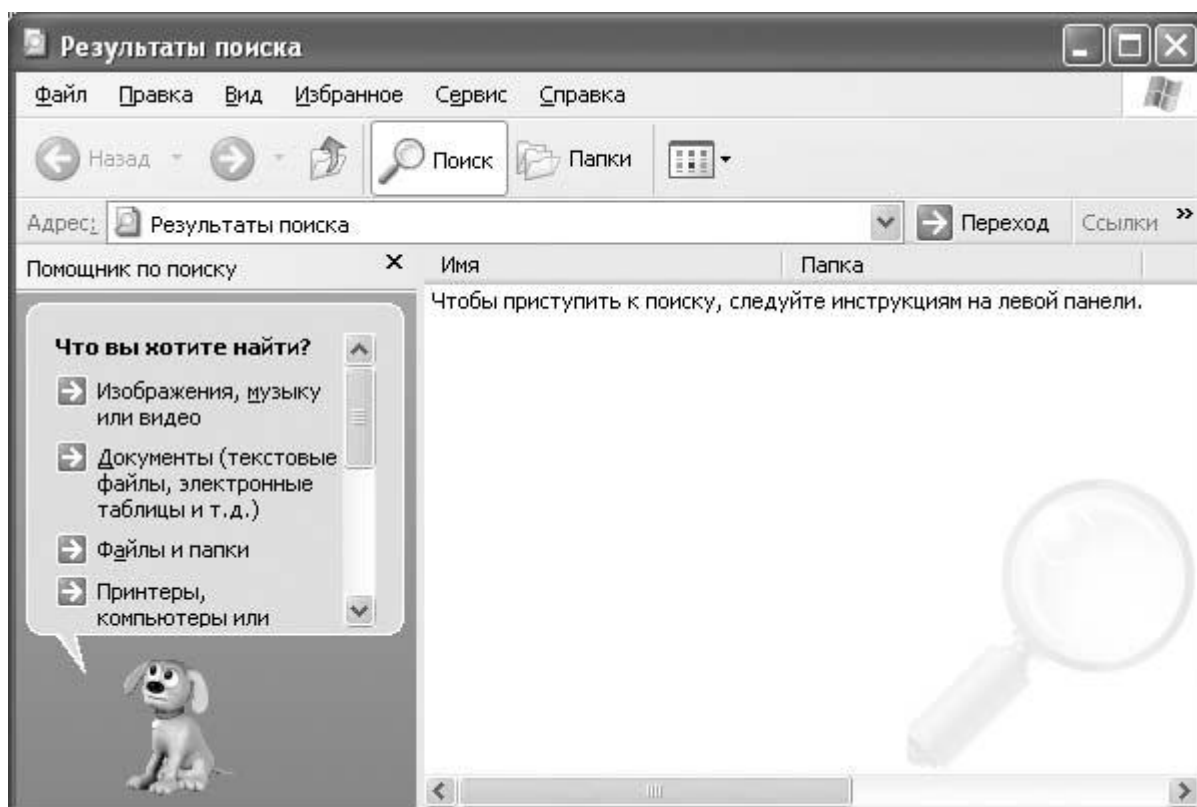 Результаты поиска
Файл Правка Вид Избранное Сервис Справка
Назад Поиск Папки
Адрес: Результаты поиска Переход Ссылки »
Помощник по поиску Имя Папка
Чтобы приступить к поиску, следуйте инструкциям на левой панели.
Что вы хотите найти?
Изображения, музыку
или видео
Документы (текстовые
файлы, электронные
таблицы и т.д.)
Файлы и папки
Принтеры,
компьютеры или